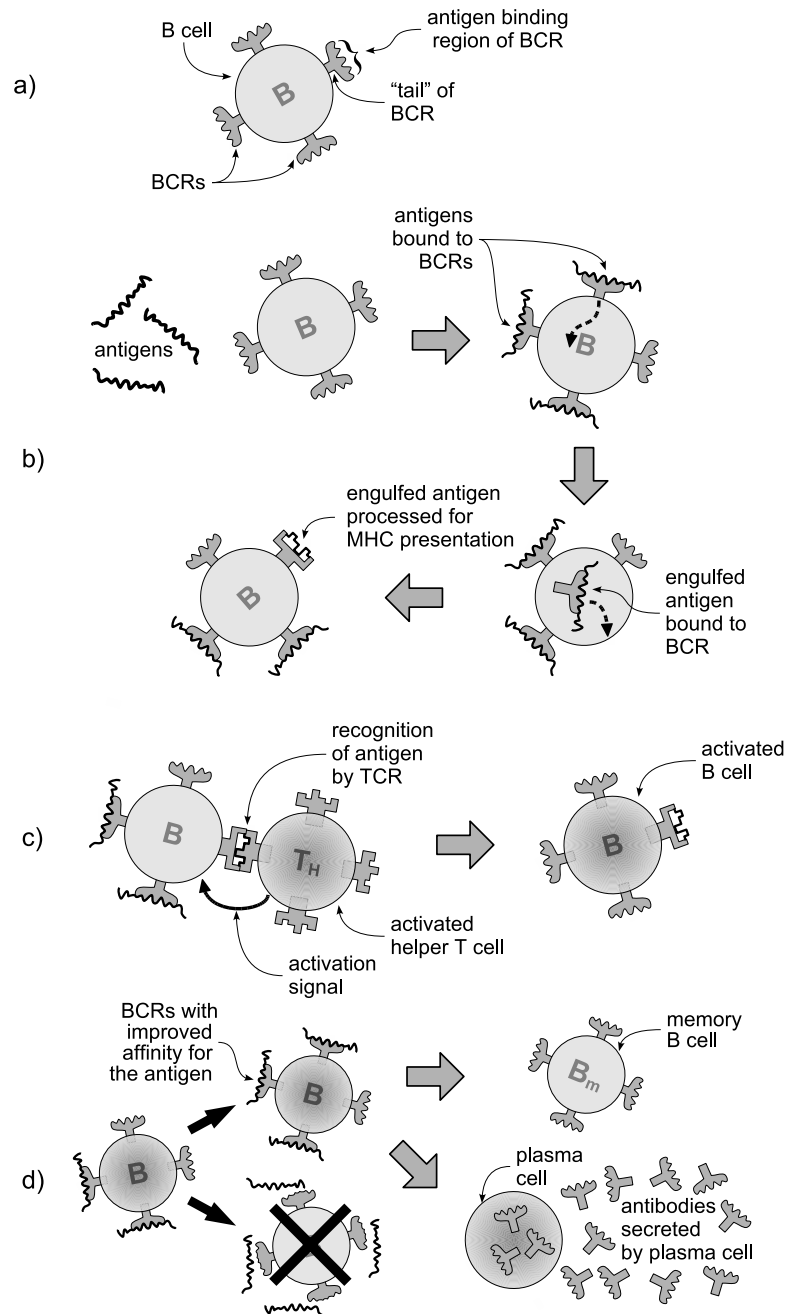 a)
B cell
antigen binding
region of BCR
B
"tail" of
BCR
BCRs
b)
antigens
B
antigens
bound to
BCRs
B
engulfed antigen
processed for
MHC presentation
B
engulfed
antigen
bound to
BCR
c)
recognition
of antigen
by TCR
B
TH
activated
helper T cell
activation
signal
activated
B cell
B
d)
BCRs with
improved
affinity for
the antigen
B
B
B
memory
B cell
Bm
plasma
cell
antibodies
secreted
by plasma cell